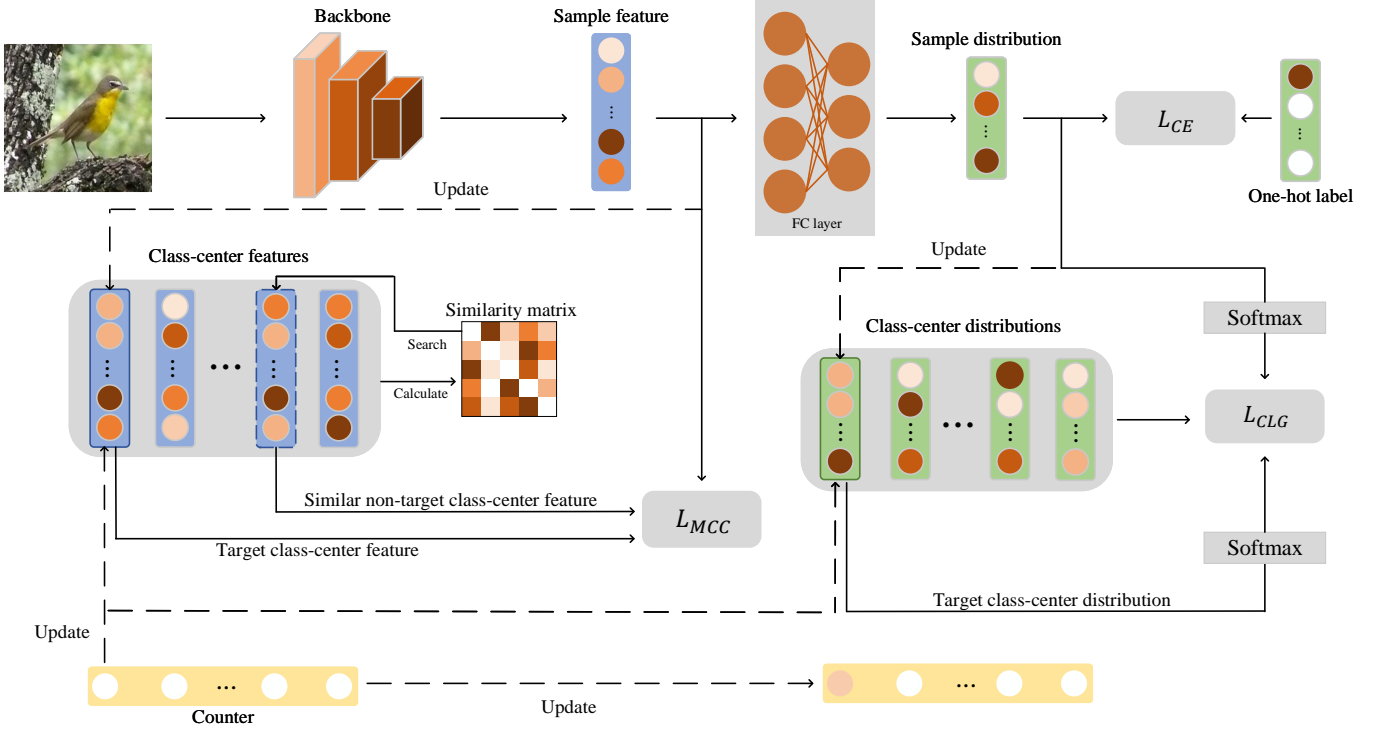 Backbone
Sample feature
Sample distribution
L_CE
One-hot label
FC layer
Update
Update
Class-center features
Similarity matrix
Search
Calculate
Class-center distributions
Softmax
L_CLG
Similar non-target class-center feature
L_MCC
Target class-center feature
Softmax
Target class-center distribution
Update
Update
Counter